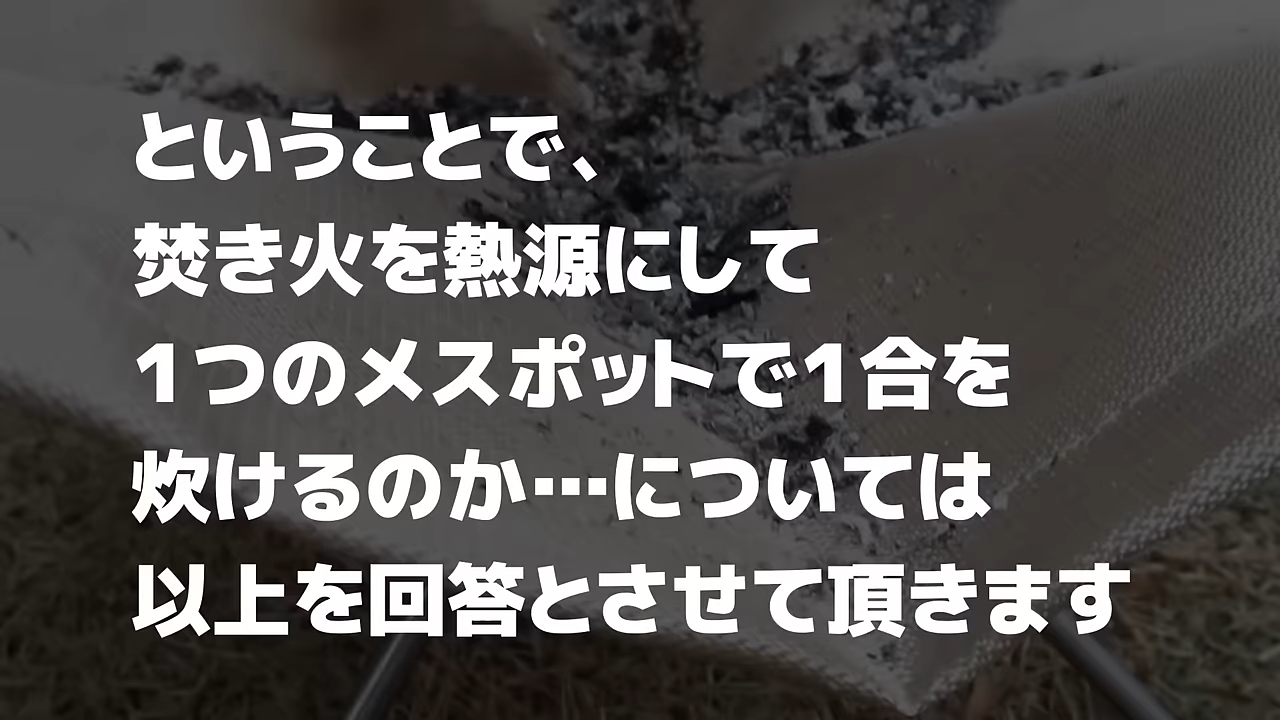 ということで、
焚き火を熱源にして
1つのメスポットで1合を
炊けるのか…については
以上を回答とさせて頂きます